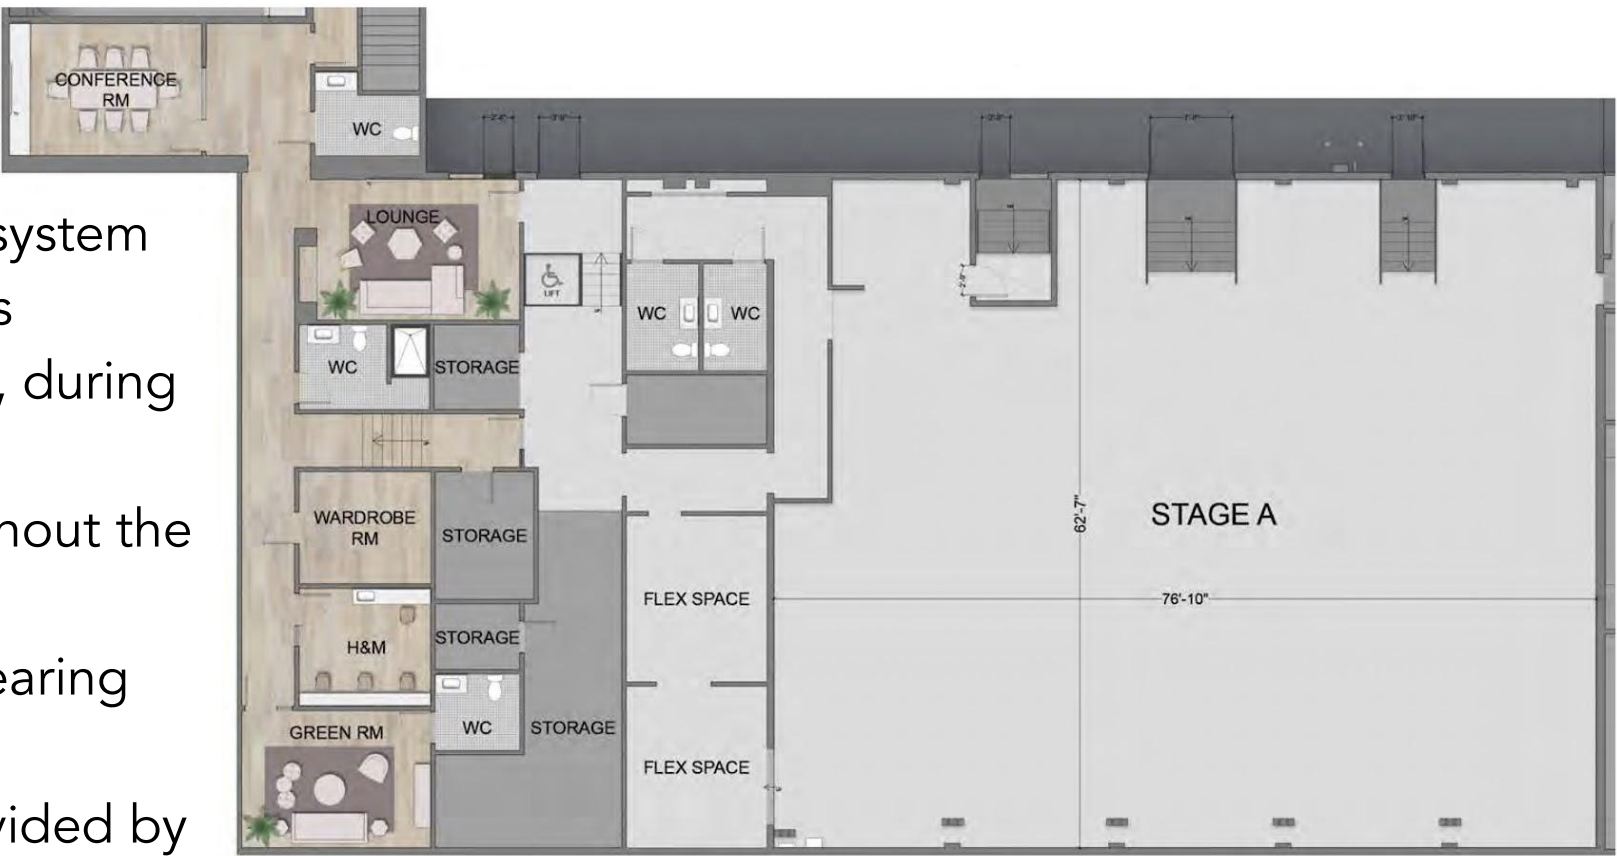 CONFERENCE
RM
WC
LOUNGE
LIFT
WC
WC
WC
STORAGE
WARDROBE
RM
STORAGE
H&M
STORAGE
GREEN RM
WC
STORAGE
FLEX SPACE
FLEX SPACE
STAGE A
62'-7"
76'-10"
system
s
, during
hout the
earing
vided by